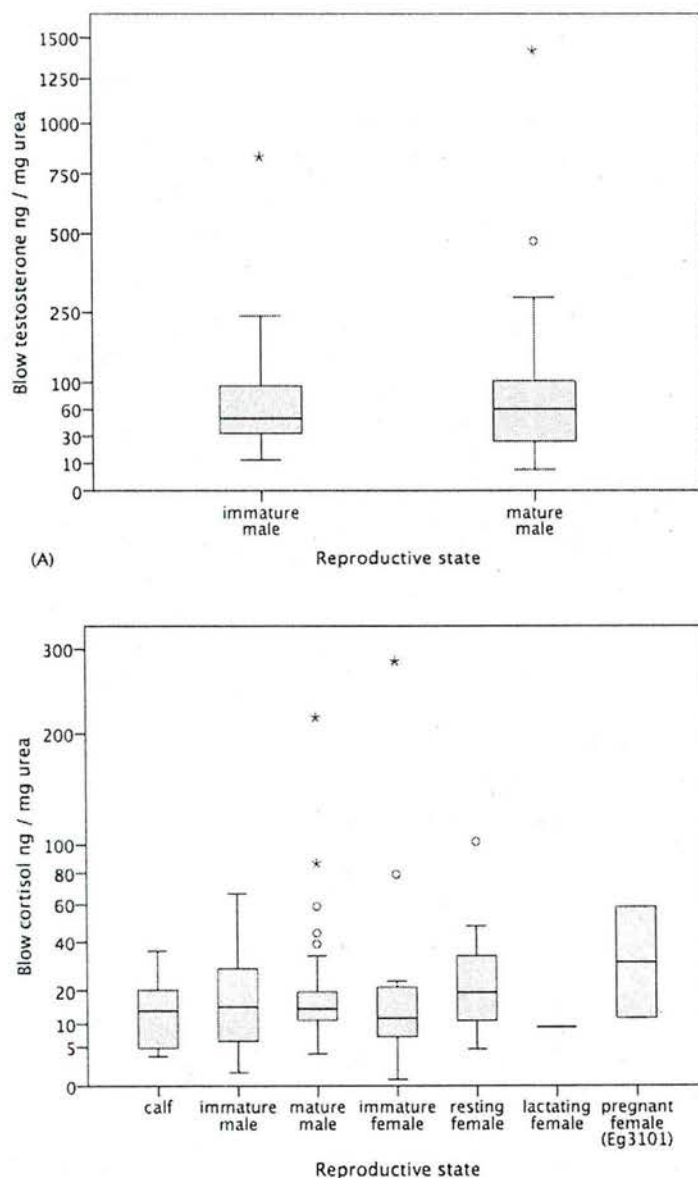 Blow testosterone ng / mg urea
1500
1250
1000
750
500
250
100
60
30
10
0
immature
male
mature
male
(A)
Reproductive state
Blow cortisol ng / mg urea
300
200
100
80
60
40
20
10
5
0
calf
immature
male
mature
male
immature
female
resting
female
lactating
female
pregnant
female
(Eg3101)
Reproductive state